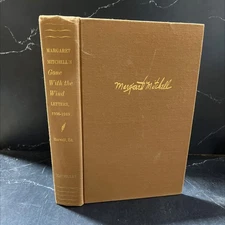 MARGARET
MITCHELL'S
Gone
With the
Wind
LETTERS
1936-1949
Margaret Mitchell